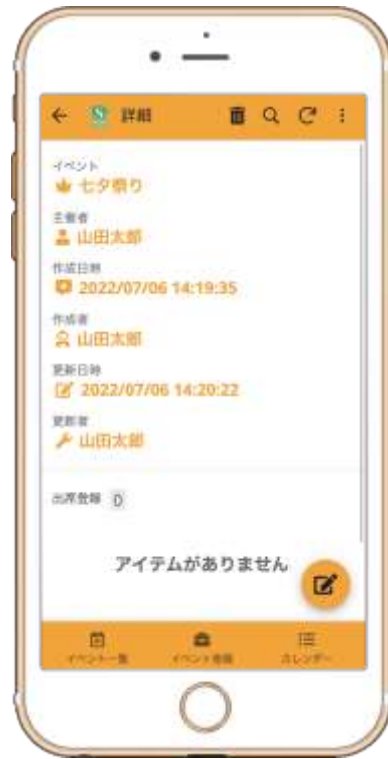 詳細
イベント
七夕祭り
主催者
山田太郎
作成日時
2022/07/06 14:19:35
作成者
山田太郎
更新日時
2022/07/06 14:20:22
更新者
山田太郎
出席登録 0
アイテムがありません
イベント一覧
イベント登録
カレンダー